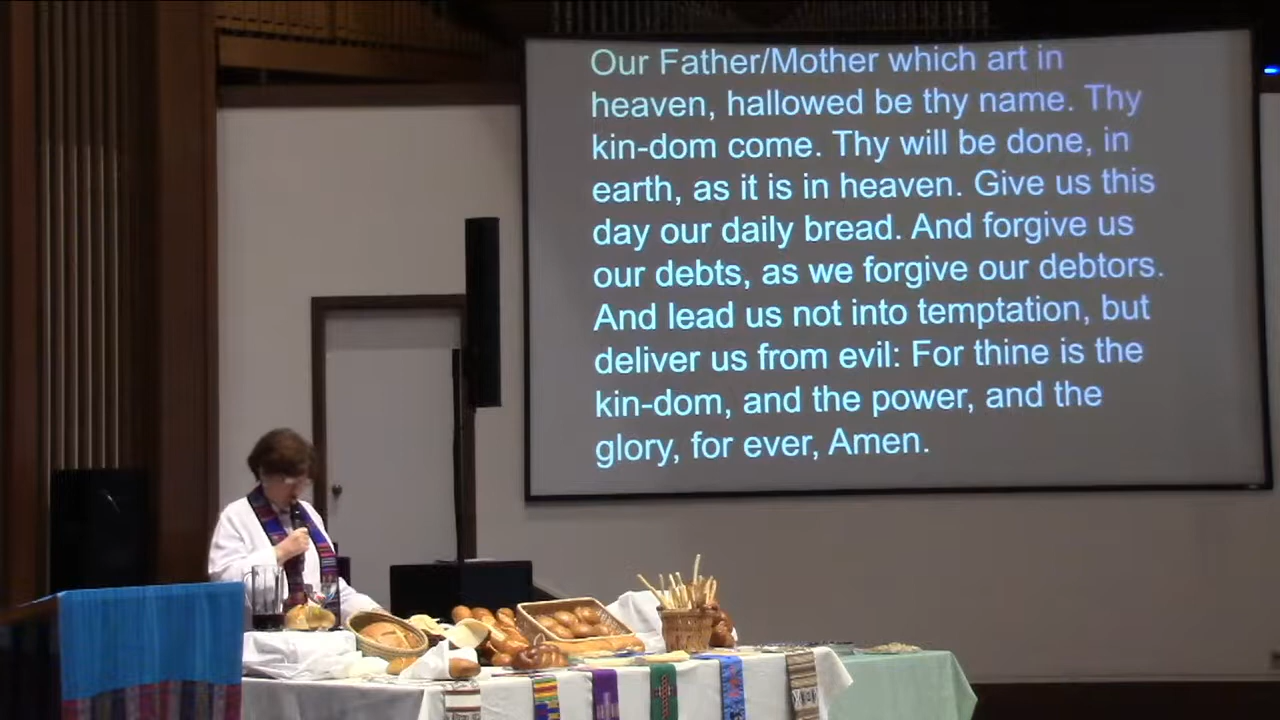 Our Father/Mother which art in
heaven, hallowed be thy name. Thy
kin-dom come. Thy will be done, in
earth, as it is in heaven. Give us this
day our daily bread. And forgive us
our debts, as we forgive our debtors.
And lead us not into temptation, but
deliver us from evil: For thine is the
kin-dom, and the power, and the
glory, for ever, Amen.